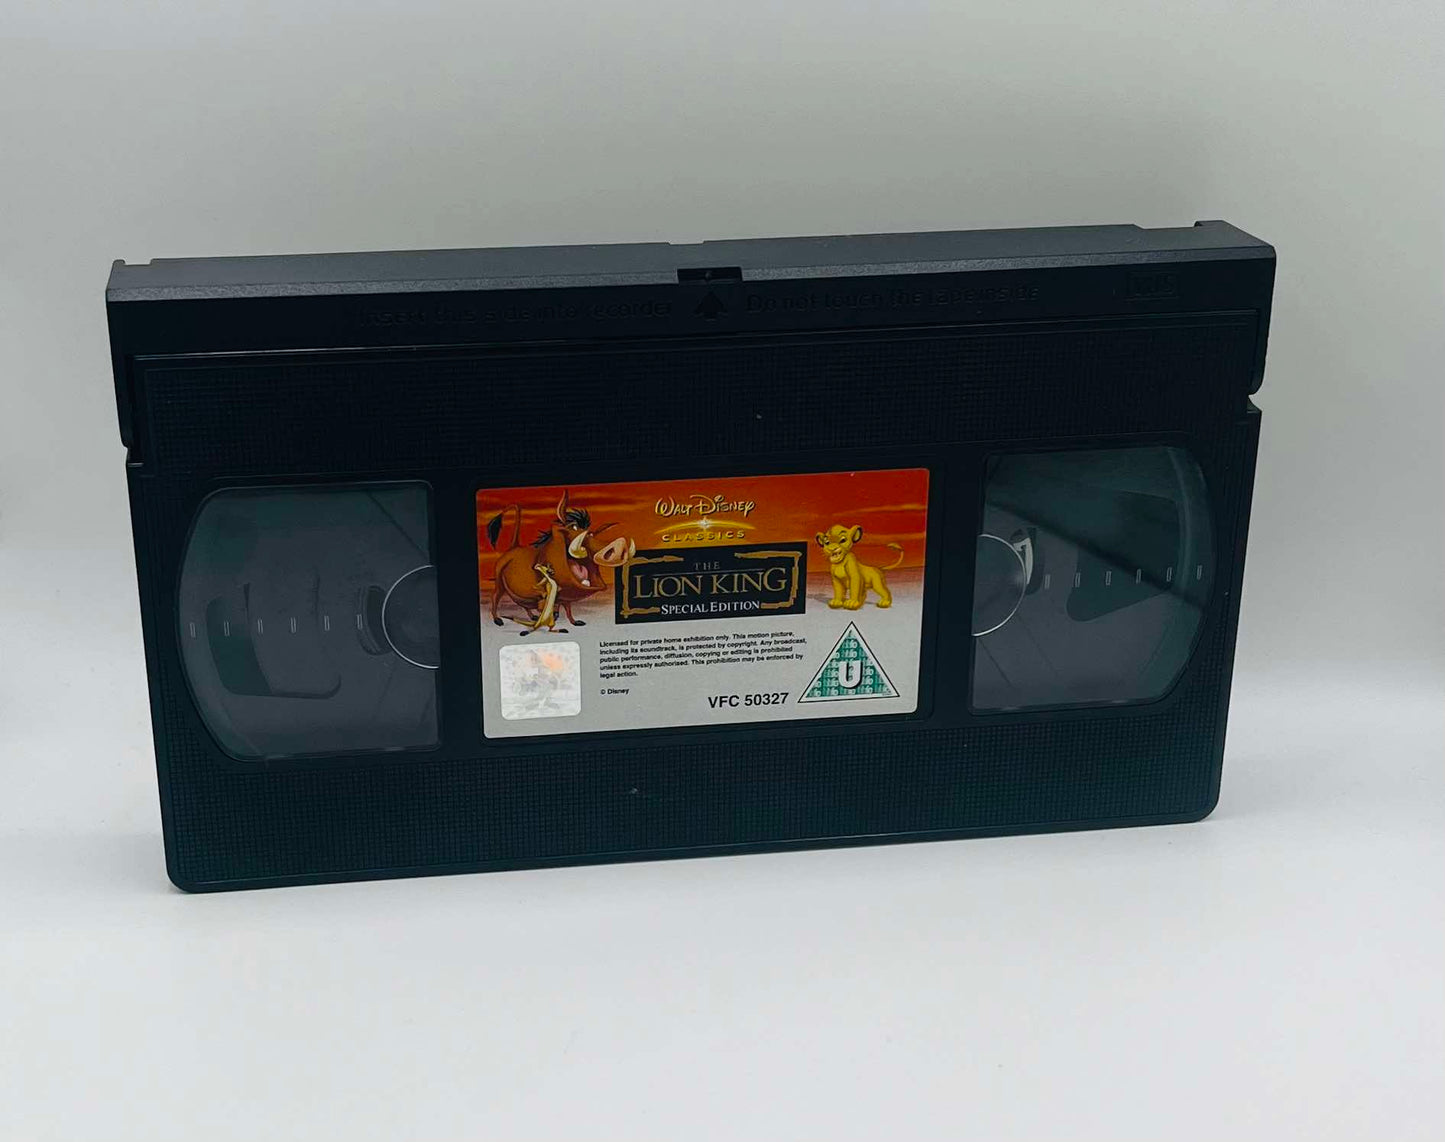 Insert this side into recorder
Do not touch the tape inside
VHS
WALT DISNEY
CLASSICS
THE
LION KING
SPECIAL EDITION
Licensed for private home exhibition only. This motion picture,
including its soundtrack, is protected by copyright. Any broadcast,
public performance, diffusion, copying or editing is prohibited
unless expressly authorised. This prohibition may be enforced by
legal action.
© Disney
VFC 50327
U